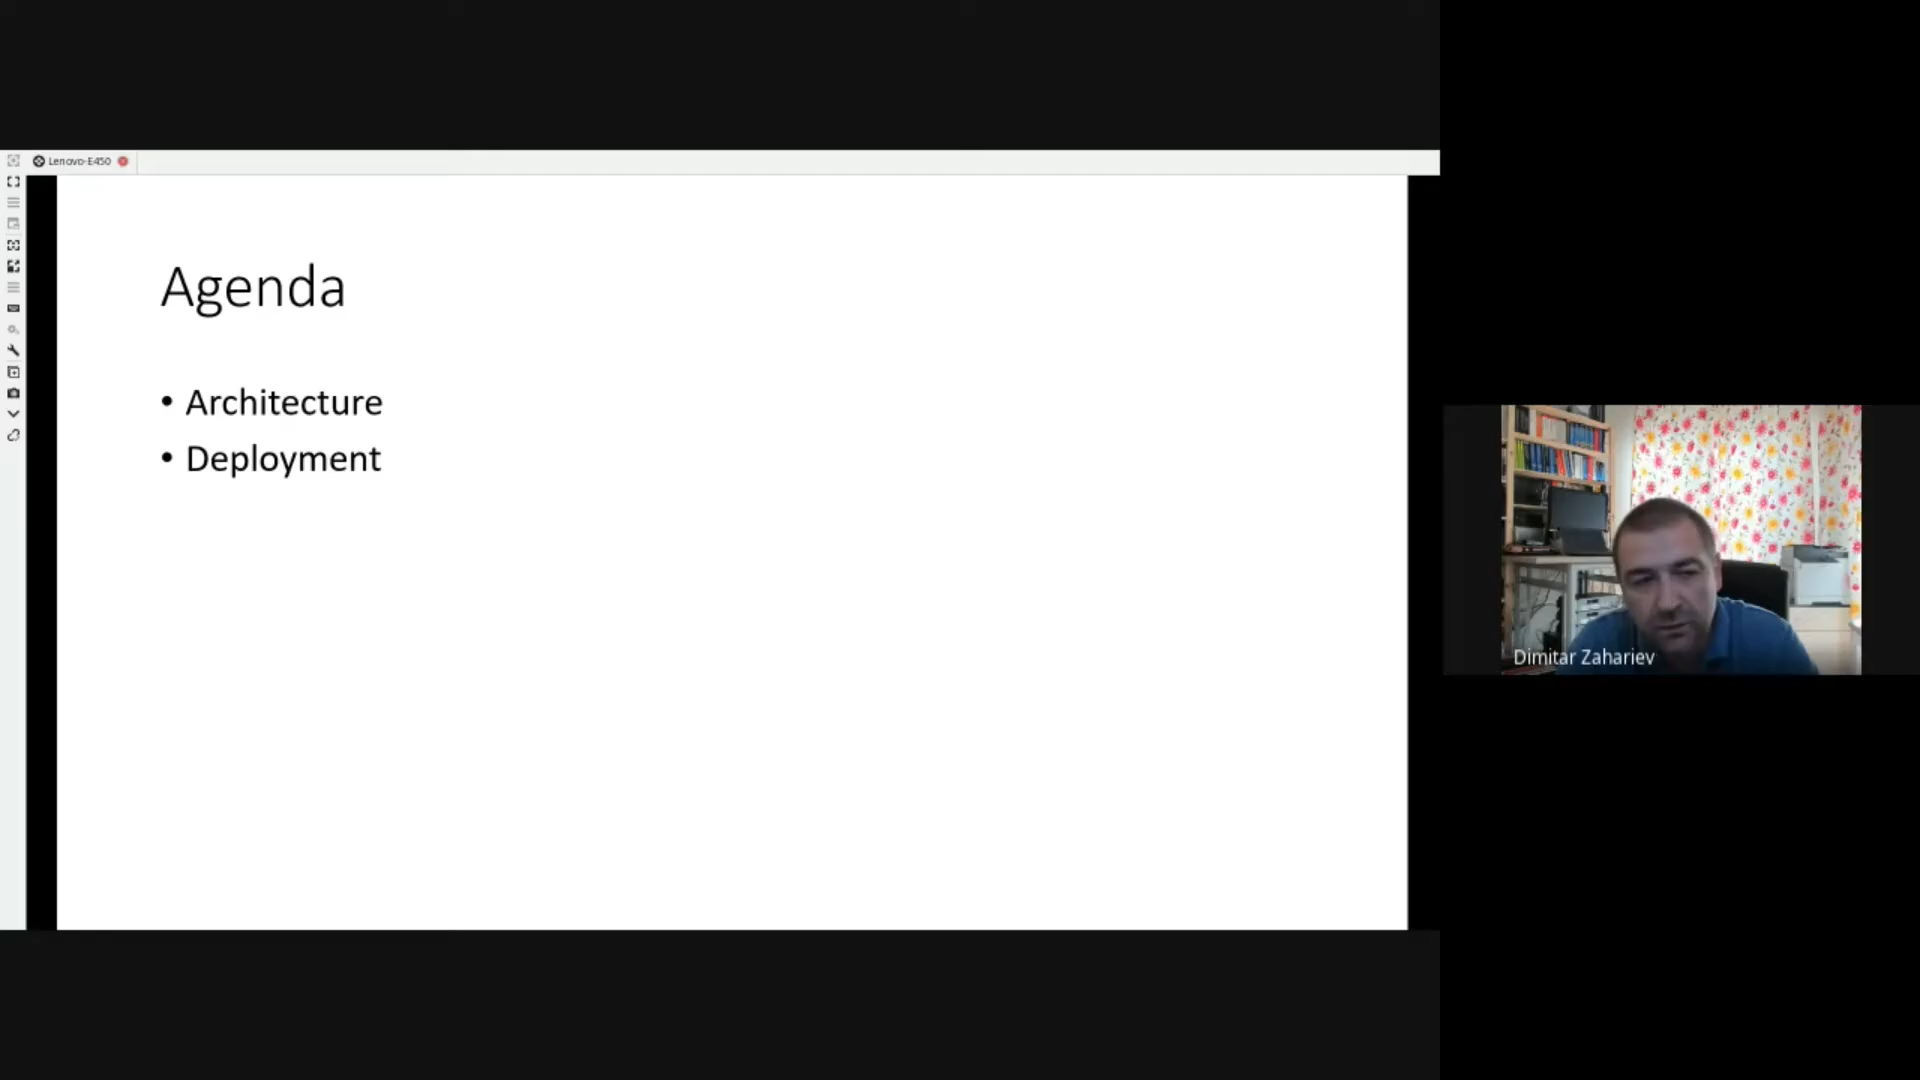 Lenovo-E450
Agenda
• Architecture
• Deployment
Dimitar Zahariev